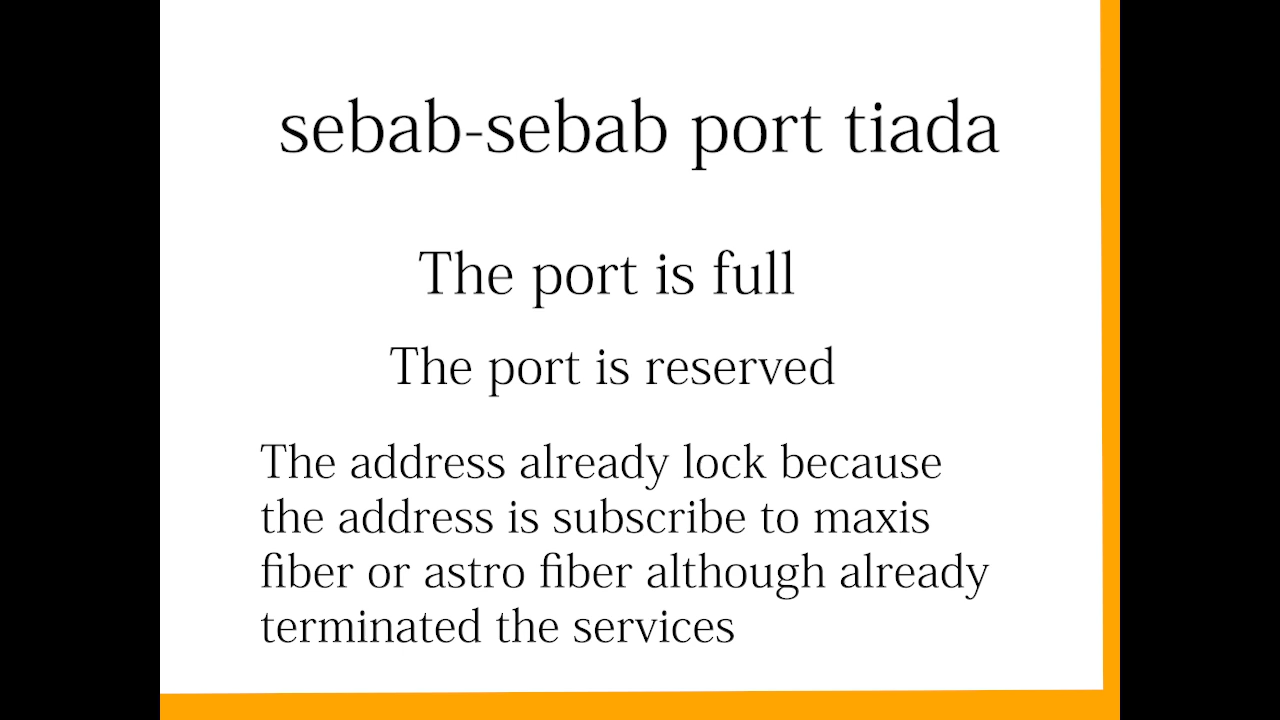 sebab-sebab port tiada
The port is full
The port is reserved
The address already lock because
the address is subscribe to maxis
fiber or astro fiber although already
terminated the services